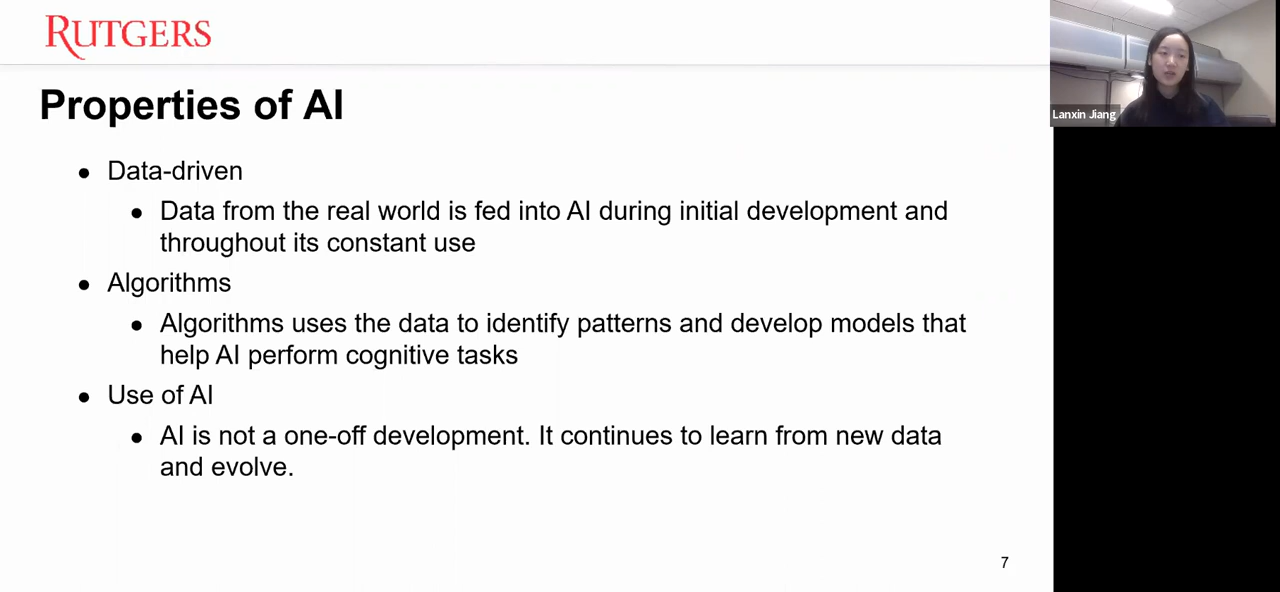 RUTGERS
Properties of AI
• Data-driven
• Data from the real world is fed into AI during initial development and
throughout its constant use
• Algorithms
• Algorithms uses the data to identify patterns and develop models that
help AI perform cognitive tasks
• Use of AI
• AI is not a one-off development. It continues to learn from new data
and evolve.
7
Lanxin Jiang